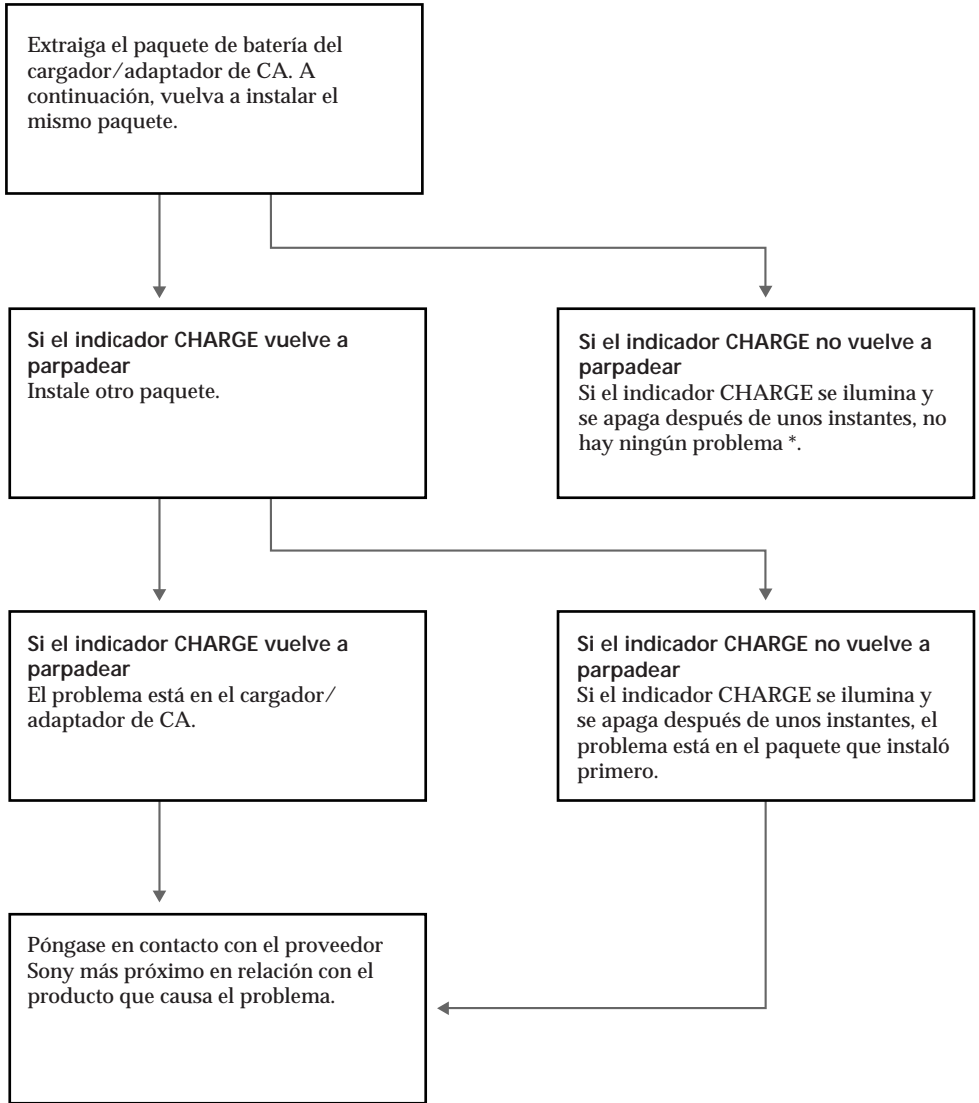 Extraiga el paquete de batería del
cargador/adaptador de CA. A
continuación, vuelva a instalar el
mismo paquete.
Si el indicador CHARGE vuelve a
parpadear
Instale otro paquete.
Si el indicador CHARGE no vuelve a
parpadear
Si el indicador CHARGE se ilumina y
se apaga después de unos instantes, no
hay ningún problema *.
Si el indicador CHARGE vuelve a
parpadear
El problema está en el cargador/
adaptador de CA.
Si el indicador CHARGE no vuelve a
parpadear
Si el indicador CHARGE se ilumina y
se apaga después de unos instantes, el
problema está en el paquete que instaló
primero.
Póngase en contacto con el proveedor
Sony más próximo en relación con el
producto que causa el problema.